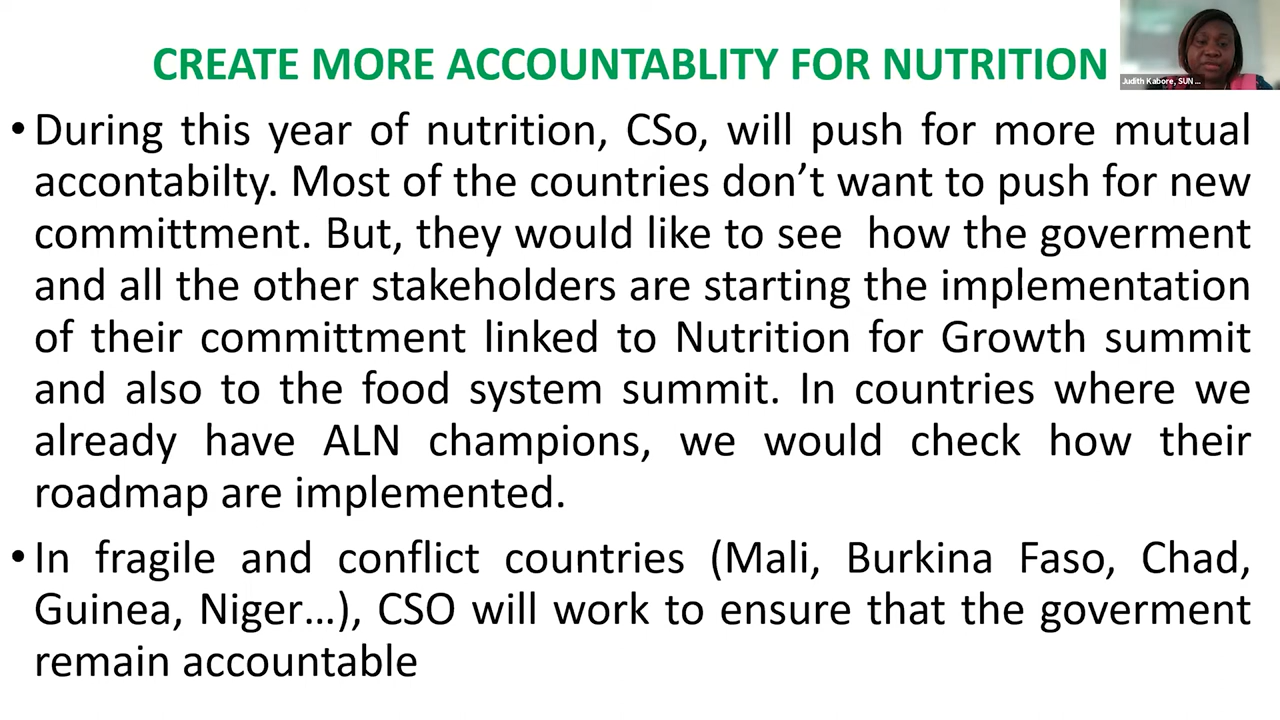 CREATE MORE ACCOUNTABLITY FOR NUTRITION
Judith Kabore, SUN ...
• During this year of nutrition, CSo, will push for more mutual
accontabilty. Most of the countries don’t want to push for new
committment. But, they would like to see how the goverment
and all the other stakeholders are starting the implementation
of their committment linked to Nutrition for Growth summit
and also to the food system summit. In countries where we
already have ALN champions, we would check how their
roadmap are implemented.
• In fragile and conflict countries (Mali, Burkina Faso, Chad,
Guinea, Niger…), CSO will work to ensure that the goverment
remain accountable